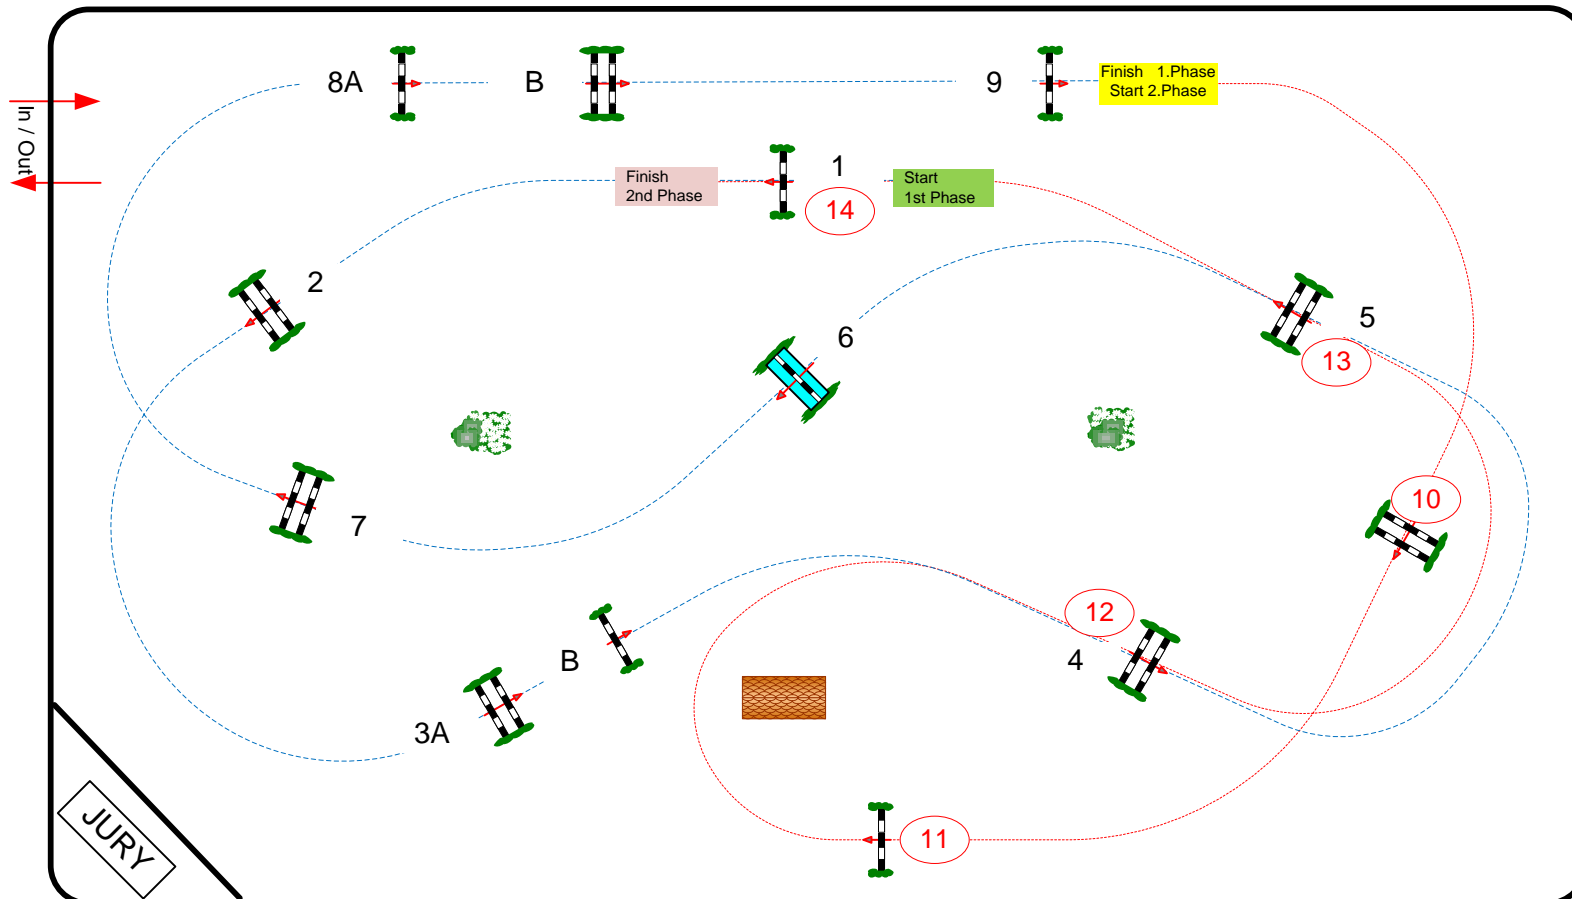 8A
B
9
Finish 1.Phase
Start 2.Phase
In / Out
1
14
Finish
2nd Phase
Start
1st Phase
2
6
5
13
10
7
12
4
B
3A
11
JURY